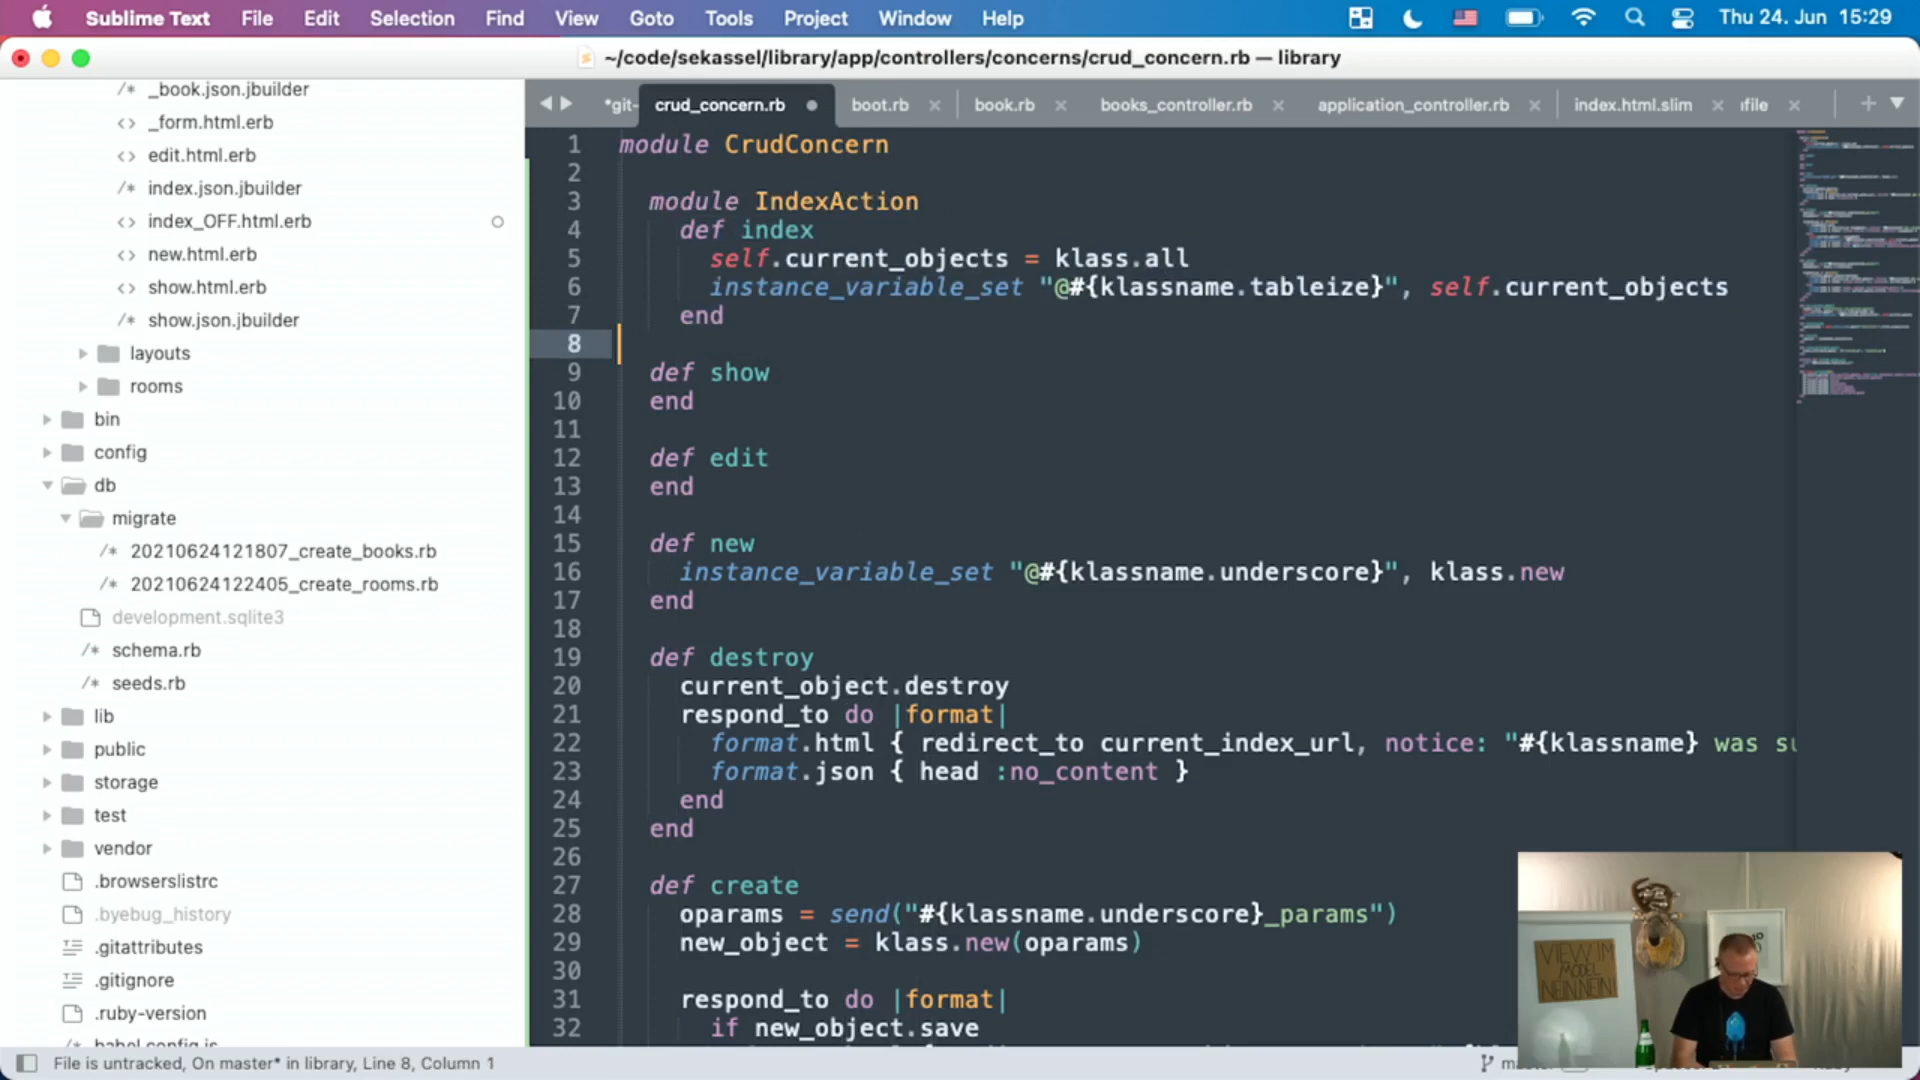 Sublime Text File Edit Selection Find View Goto Tools Project Window Help Thu 24. Jun 15:29
~/code/sekassel/library/app/controllers/concerns/crud_concern.rb — library
_book.json.jbuilder
_form.html.erb
edit.html.erb
index.json.jbuilder
index_OFF.html.erb
new.html.erb
show.html.erb
show.json.jbuilder
layouts
rooms
bin
config
db
migrate
20210624121807_create_books.rb
20210624122405_create_rooms.rb
development.sqlite3
schema.rb
seeds.rb
lib
public
storage
test
vendor
.browserslistrc
.byebug_history
.gitattributes
.gitignore
.ruby-version
babel.config.js
*git- crud_concern.rb boot.rb book.rb books_controller.rb application_controller.rb index.html.slim ifile
1 module CrudConcern
2
3 module IndexAction
4 def index
5 self.current_objects = klass.all
6 instance_variable_set "@#{klassname.tableize}", self.current_objects
7 end
8
9 def show
10 end
11
12 def edit
13 end
14
15 def new
16 instance_variable_set "@#{klassname.underscore}", klass.new
17 end
18
19 def destroy
20 current_object.destroy
21 respond_to do |format|
22 format.html { redirect_to current_index_url, notice: "#{klassname} was su
23 format.json { head :no_content }
24 end
25 end
26
27 def create
28 oparams = send("#{klassname.underscore}_params")
29 new_object = klass.new(oparams)
30
31 respond_to do |format|
32 if new_object.save
VIEW IM
MODEL
NEIN NEIN!
File is untracked, On master* in library, Line 8, Column 1